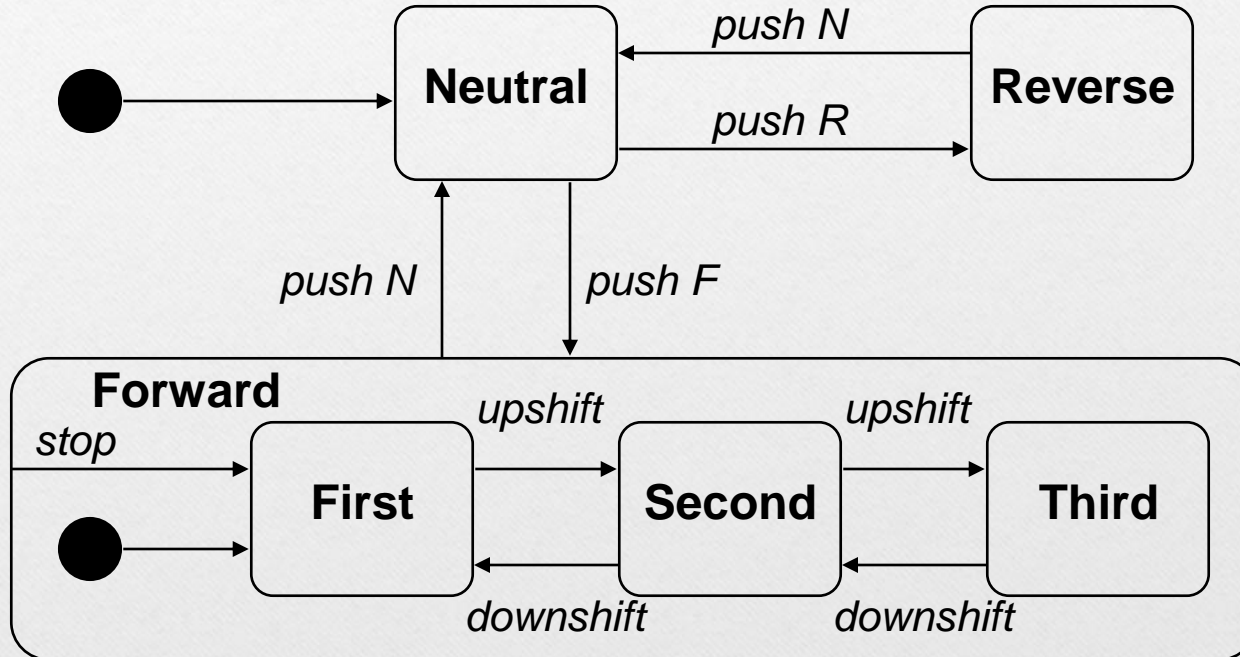 push N
Neutral
Reverse
push R
push N
push F
Forward
upshift
upshift
stop
First
Second
Third
downshift
downshift